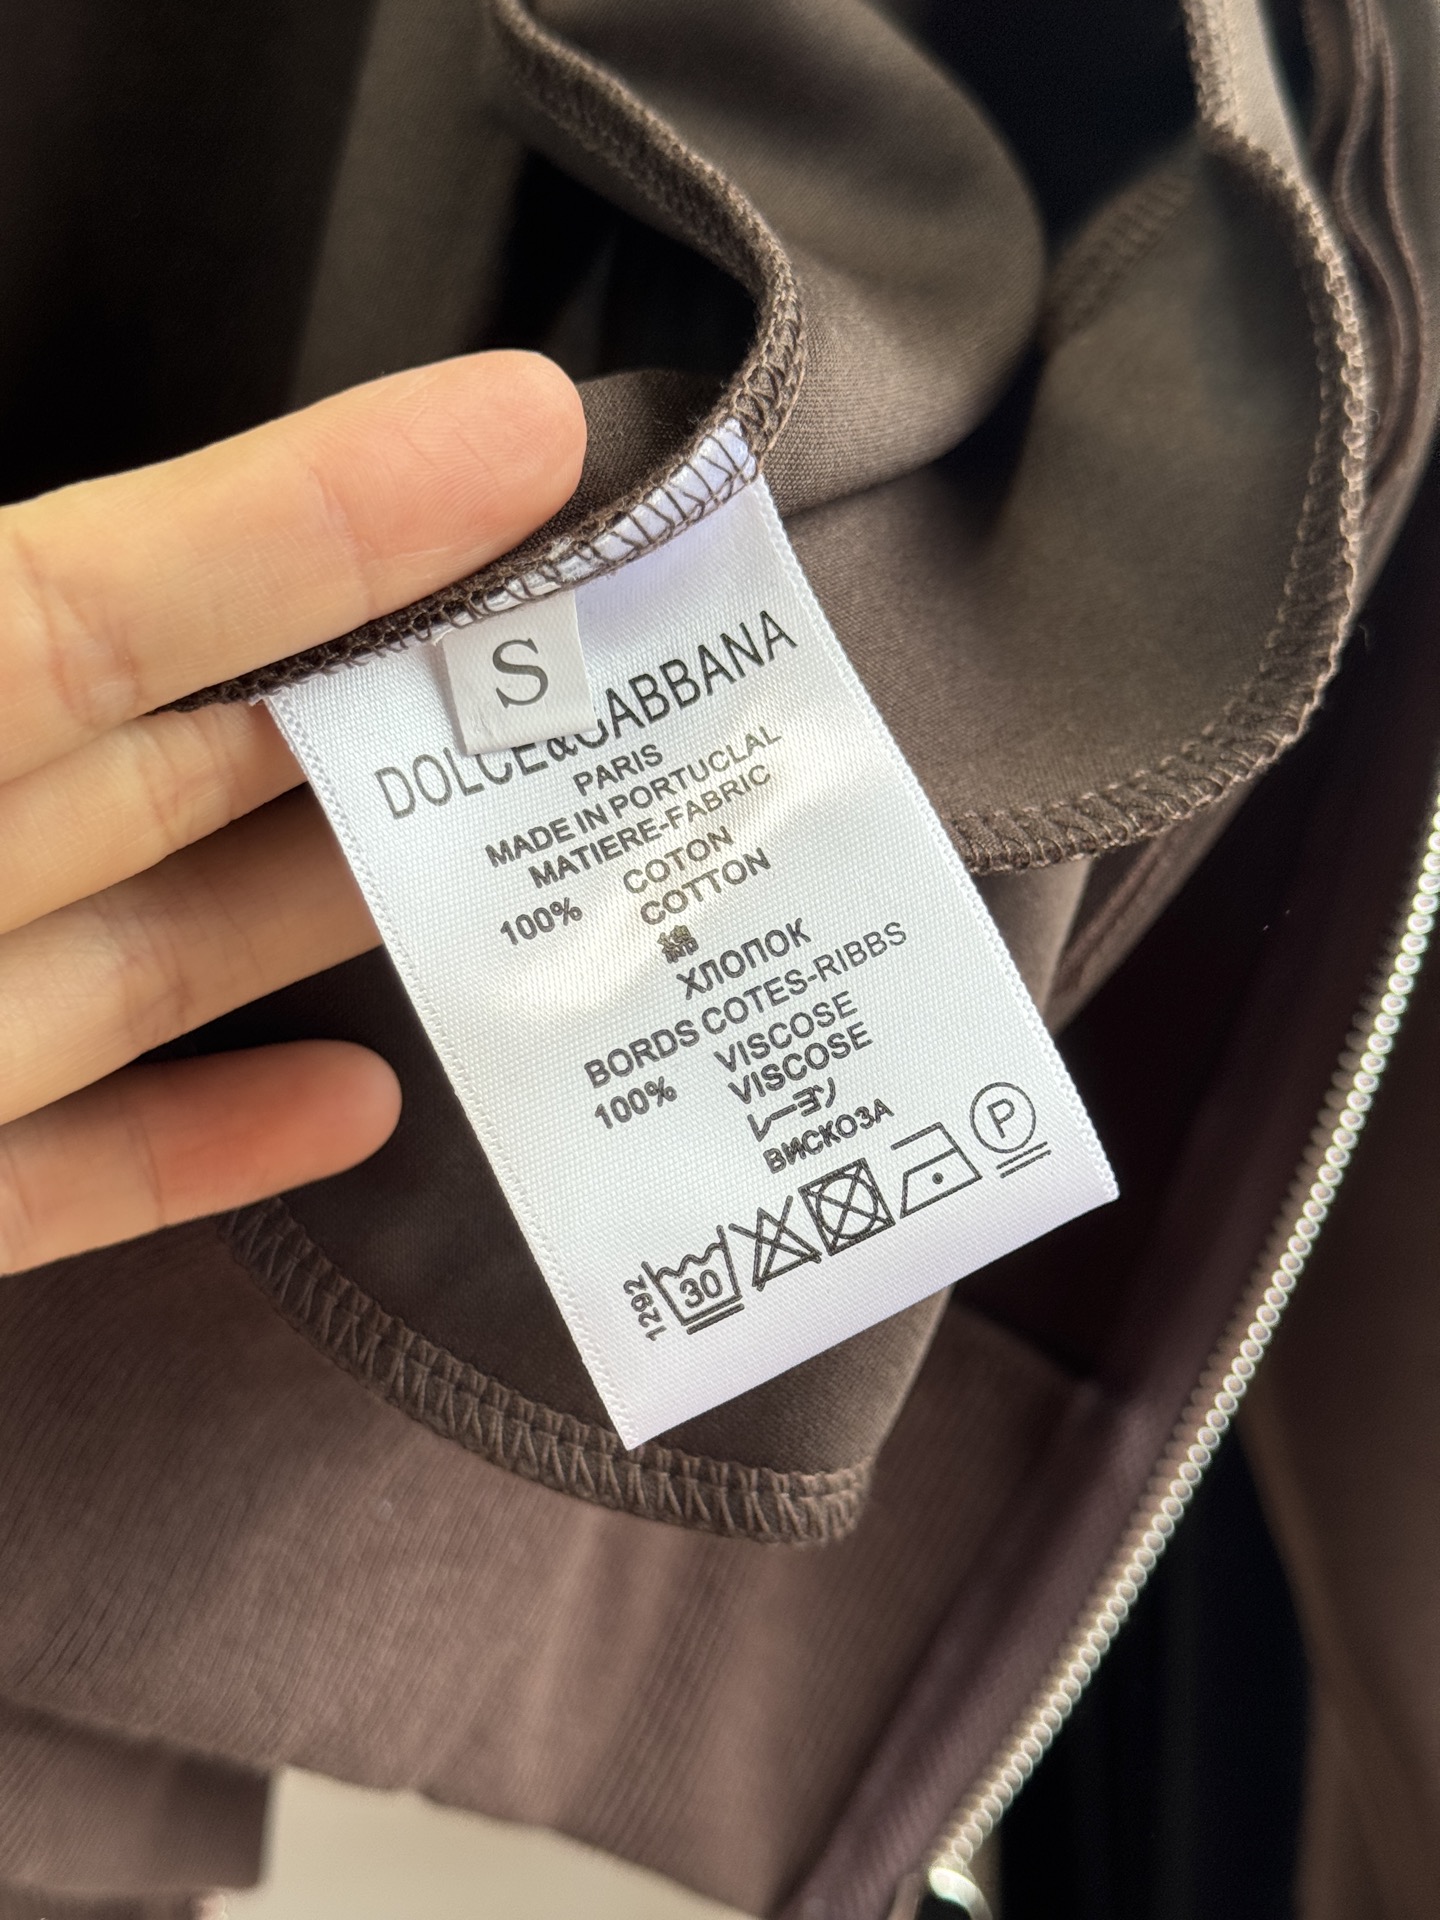 S
DOLCE&GABBANA
PARIS
MADE IN PORTUCLAL
MATIERE-FABRIC
100% COTON
COTTON
ХЛОПОК
BORDS COTES-RIBBS
100% VISCOSE
VISCOSE
レーヨン
ВИСКОЗА
1292 30 P